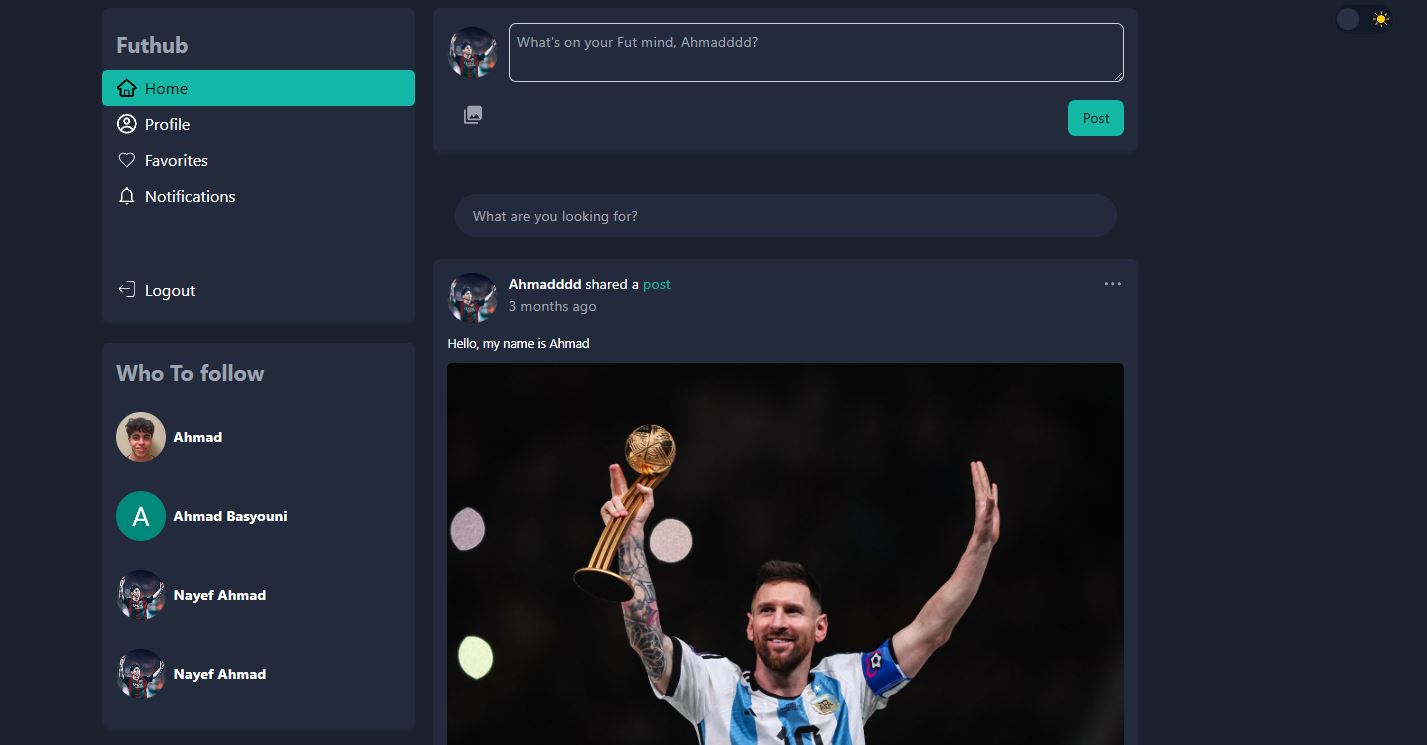 Futhub
Home
Profile
Favorites
Notifications
Logout
Who To follow
Ahmad
A
Ahmad Basyouni
Nayef Ahmad
Nayef Ahmad
What's on your Fut mind, Ahmadddd?
Post
What are you looking for?
Ahmadddd shared a post
3 months ago
Hello, my name is Ahmad
10